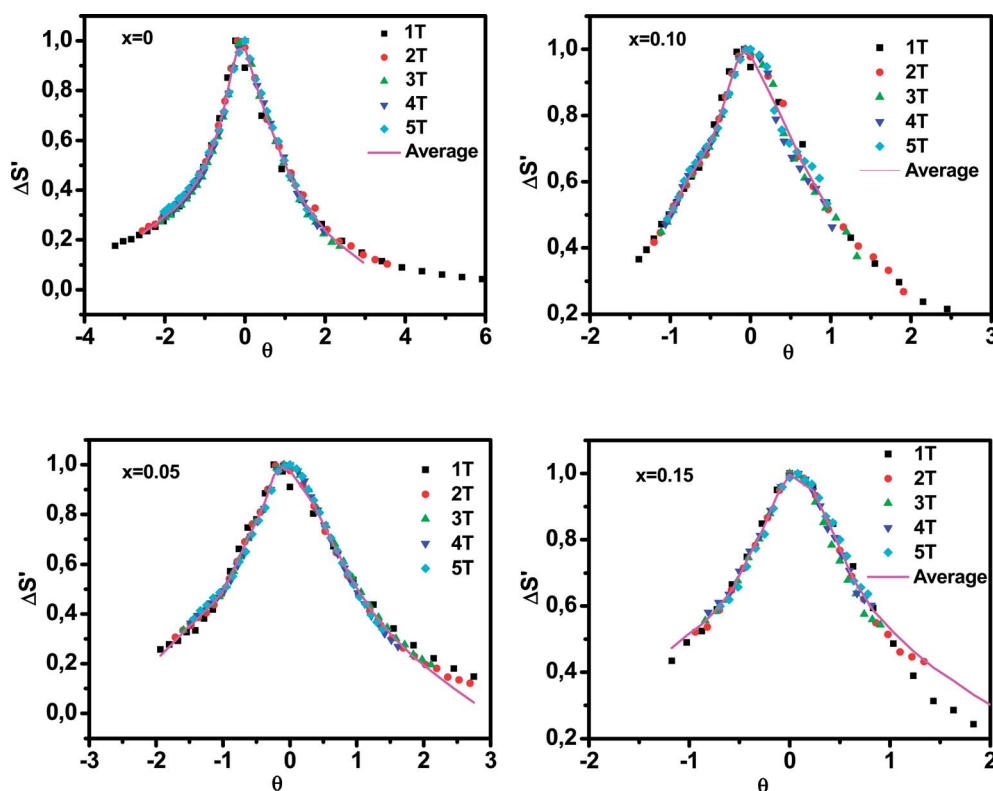 x=0
1T
2T
3T
4T
5T
Average
ΔS'
1,0
0,8
0,6
0,4
0,2
0,0
-4 -2 0 2 4 6
θ
x=0.10
1T
2T
3T
4T
5T
Average
ΔS'
1,0
0,8
0,6
0,4
0,2
-2 -1 0 1 2 3
θ
x=0.05
1T
2T
3T
4T
5T
ΔS'
1,0
0,8
0,6
0,4
0,2
0,0
-3 -2 -1 0 1 2 3
θ
x=0.15
1T
2T
3T
4T
5T
Average
ΔS'
1,0
0,8
0,6
0,4
0,2
-2 -1 0 1 2
θ